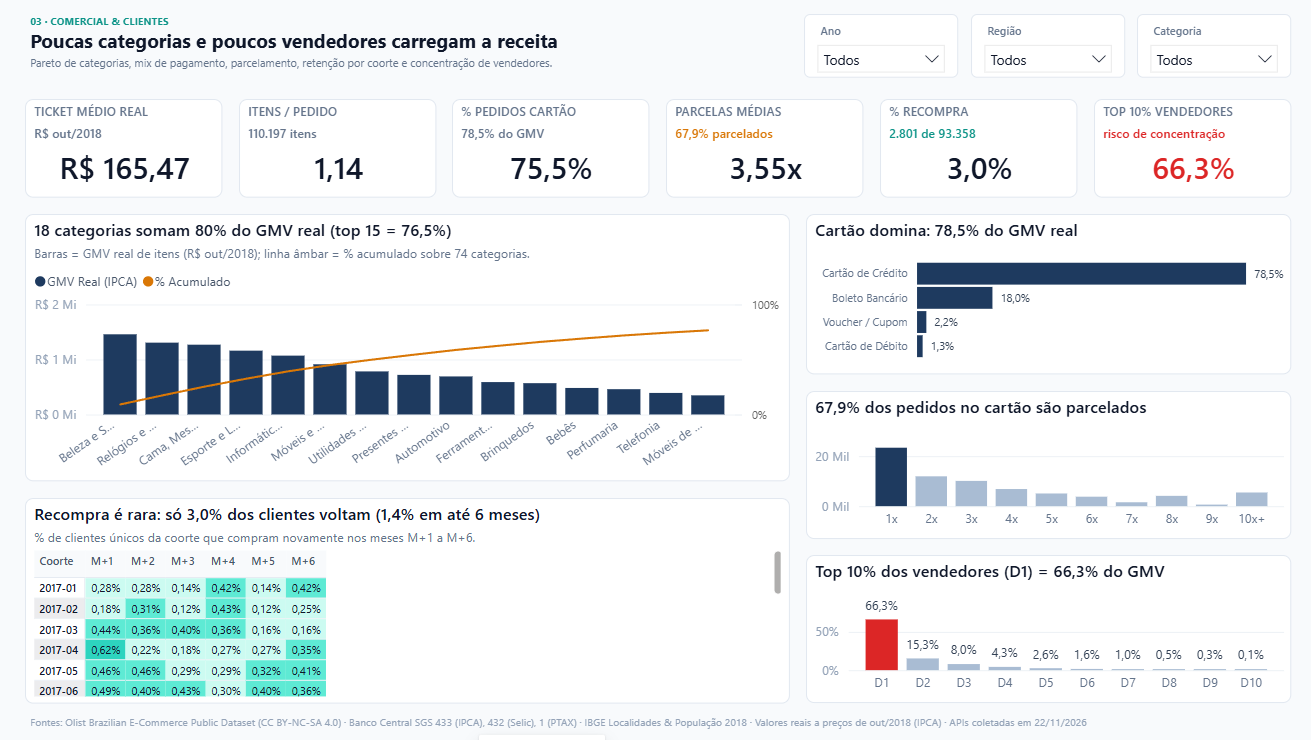 03 · COMERCIAL & CLIENTES
Poucas categorias e poucos vendedores carregam a receita
Pareto de categorias, mix de pagamento, parcelamento, retenção por coorte e concentração de vendedores.
Ano
Todos
Região
Todos
Categoria
Todos
TICKET MÉDIO REAL
R$ out/2018
R$ 165,47
ITENS / PEDIDO
110.197 itens
1,14
% PEDIDOS CARTÃO
78,5% do GMV
75,5%
PARCELAS MÉDIAS
67,9% parcelados
3,55x
% RECOMPRA
2.801 de 93.358
3,0%
TOP 10% VENDEDORES
risco de concentração
66,3%
18 categorias somam 80% do GMV real (top 15 = 76,5%)
Barras = GMV real de itens (R$ out/2018); linha âmbar = % acumulado sobre 74 categorias.
GMV Real (IPCA) % Acumulado
R$ 2 Mi
R$ 1 Mi
R$ 0 Mi
100%
0%
Beleza e S...
Relógios e ...
Cama, Mes...
Esporte e L...
Informátic...
Móveis e ...
Utilidades ...
Presentes ...
Automotivo
Ferrament...
Brinquedos
Bebês
Perfumaria
Telefonia
Móveis de ...
Cartão domina: 78,5% do GMV real
Cartão de Crédito 78,5%
Boleto Bancário 18,0%
Voucher / Cupom 2,2%
Cartão de Débito 1,3%
67,9% dos pedidos no cartão são parcelados
20 Mil
0 Mil
1x 2x 3x 4x 5x 6x 7x 8x 9x 10x+
Recompra é rara: só 3,0% dos clientes voltam (1,4% em até 6 meses)
% de clientes únicos da coorte que compram novamente nos meses M+1 a M+6.
Coorte M+1 M+2 M+3 M+4 M+5 M+6
2017-01 0,28% 0,28% 0,14% 0,42% 0,14% 0,42%
2017-02 0,18% 0,31% 0,12% 0,43% 0,12% 0,25%
2017-03 0,44% 0,36% 0,40% 0,36% 0,16% 0,16%
2017-04 0,62% 0,22% 0,18% 0,27% 0,27% 0,35%
2017-05 0,46% 0,46% 0,29% 0,29% 0,32% 0,41%
2017-06 0,49% 0,40% 0,43% 0,30% 0,40% 0,36%
Top 10% dos vendedores (D1) = 66,3% do GMV
50%
0%
66,3% 15,3% 8,0% 4,3% 2,6% 1,6% 1,0% 0,5% 0,3% 0,1%
D1 D2 D3 D4 D5 D6 D7 D8 D9 D10
Fontes: Olist Brazilian E-Commerce Public Dataset (CC BY-NC-SA 4.0) · Banco Central SGS 433 (IPCA), 432 (Selic), 1 (PTAX) · IBGE Localidades & População 2018 · Valores reais a preços de out/2018 (IPCA) · APIs coletadas em 22/11/2026